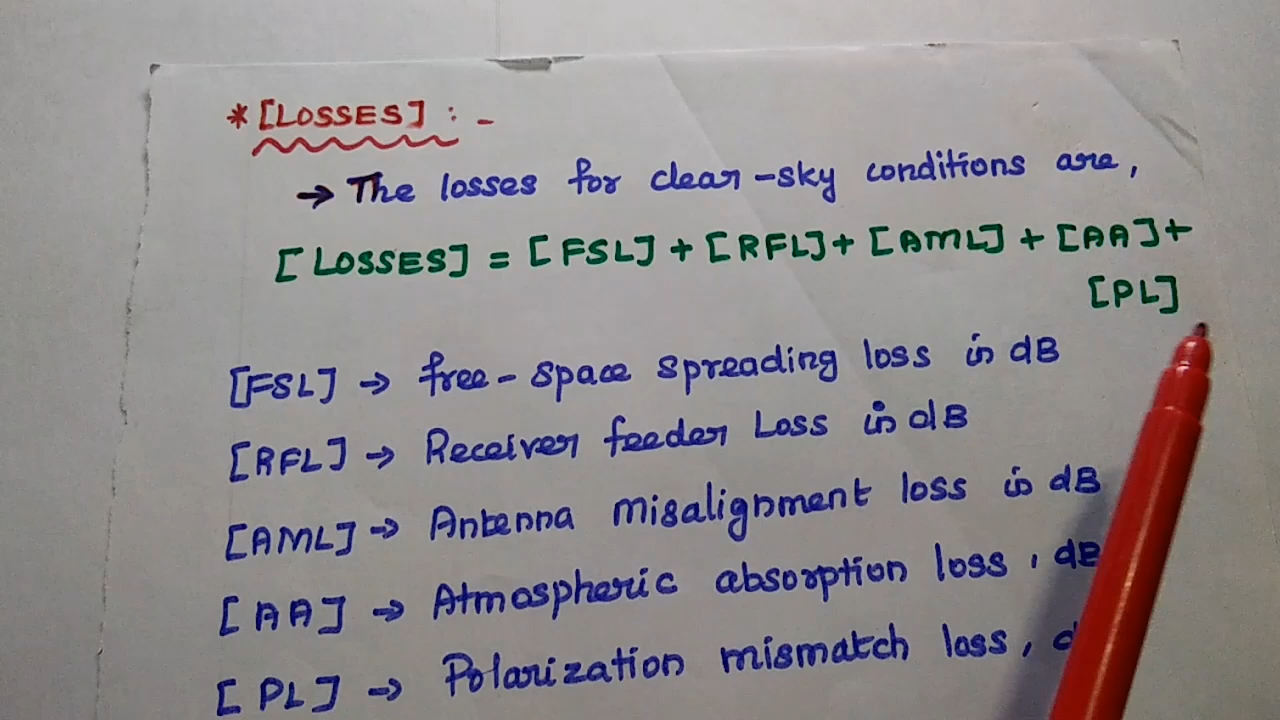 *[LOSSES] : -
→ The losses for clear-sky conditions are,
[LOSSES] = [FSL] + [RFL] + [AML] + [AA] +
[PL]
[FSL] → free-space spreading loss in dB
[RFL] → Receiver feeder Loss in dB
[AML] → Antenna misalignment loss in dB
[AA] → Atmospheric absorption loss, dB
[PL] → Polarization mismatch loss,